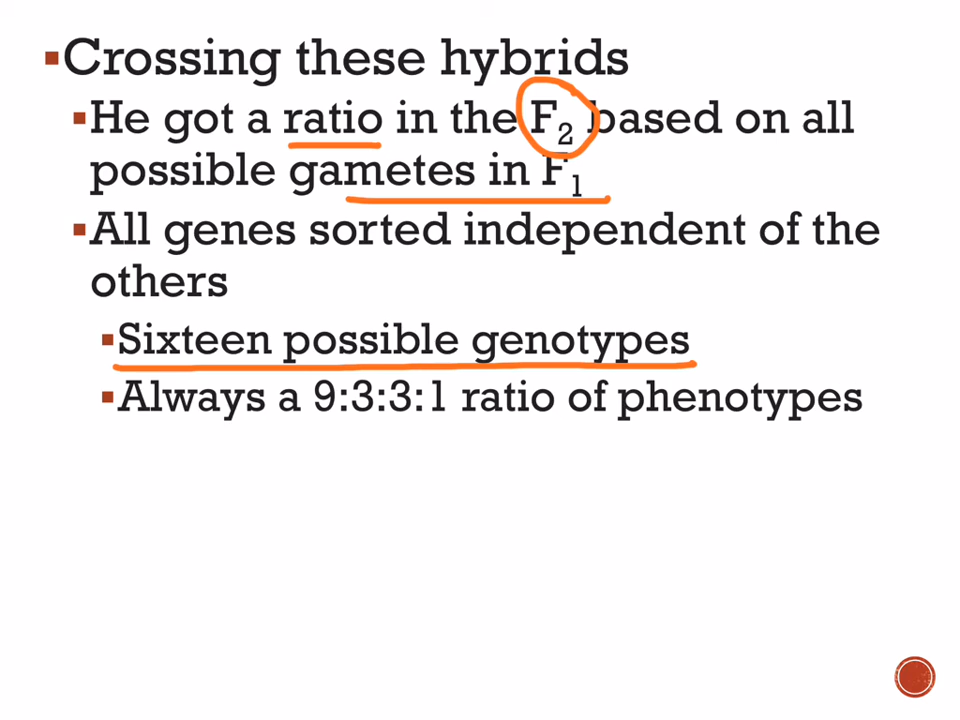 ▪Crossing these hybrids
▪He got a ratio in the F₂ based on all
possible gametes in F₁
▪All genes sorted independent of the
others
▪Sixteen possible genotypes
▪Always a 9:3:3:1 ratio of phenotypes